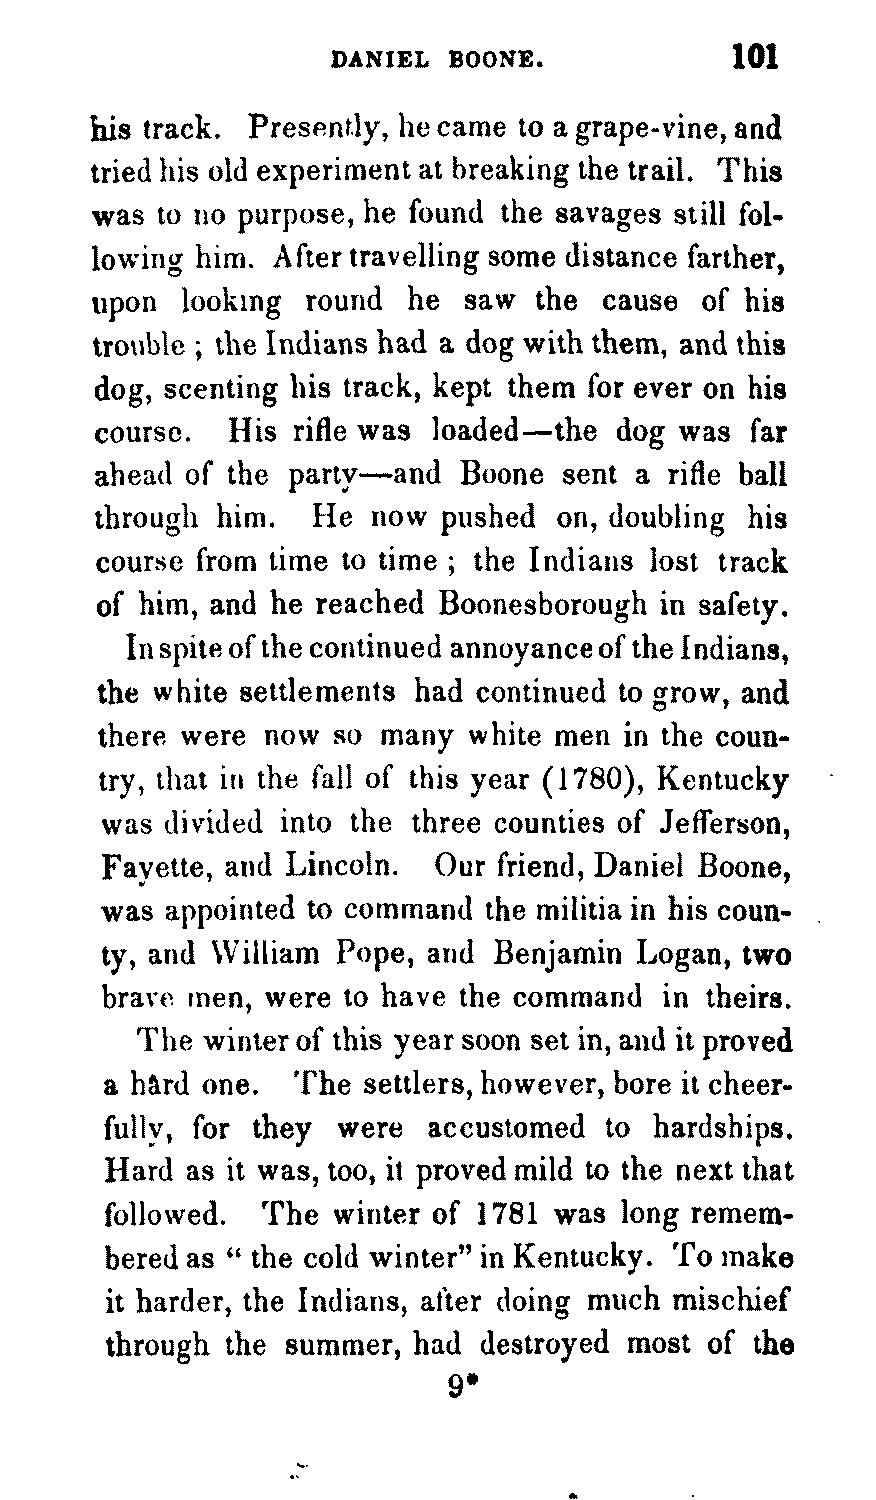 DANIEL BOONE. 101
his track. Presently, he came to a grape-vine, and
tried his old experiment at breaking the trail. This
was to no purpose, he found the savages still fol-
lowing him. After travelling some distance farther,
upon looking round he saw the cause of his
trouble ; the Indians had a dog with them, and this
dog, scenting his track, kept them for ever on his
course. His rifle was loaded—the dog was far
ahead of the party—and Boone sent a rifle ball
through him. He now pushed on, doubling his
course from time to time ; the Indians lost track
of him, and he reached Boonesborough in safety.
In spite of the continued annoyance of the Indians,
the white settlements had continued to grow, and
there were now so many white men in the coun-
try, that in the fall of this year (1780), Kentucky
was divided into the three counties of Jefferson,
Fayette, and Lincoln. Our friend, Daniel Boone,
was appointed to command the militia in his coun-
ty, and William Pope, and Benjamin Logan, two
brave men, were to have the command in theirs.
The winter of this year soon set in, and it proved
a hard one. The settlers, however, bore it cheer-
fully, for they were accustomed to hardships.
Hard as it was, too, it proved mild to the next that
followed. The winter of 1781 was long remem-
bered as “ the cold winter” in Kentucky. To make
it harder, the Indians, after doing much mischief
through the summer, had destroyed most of the
9*